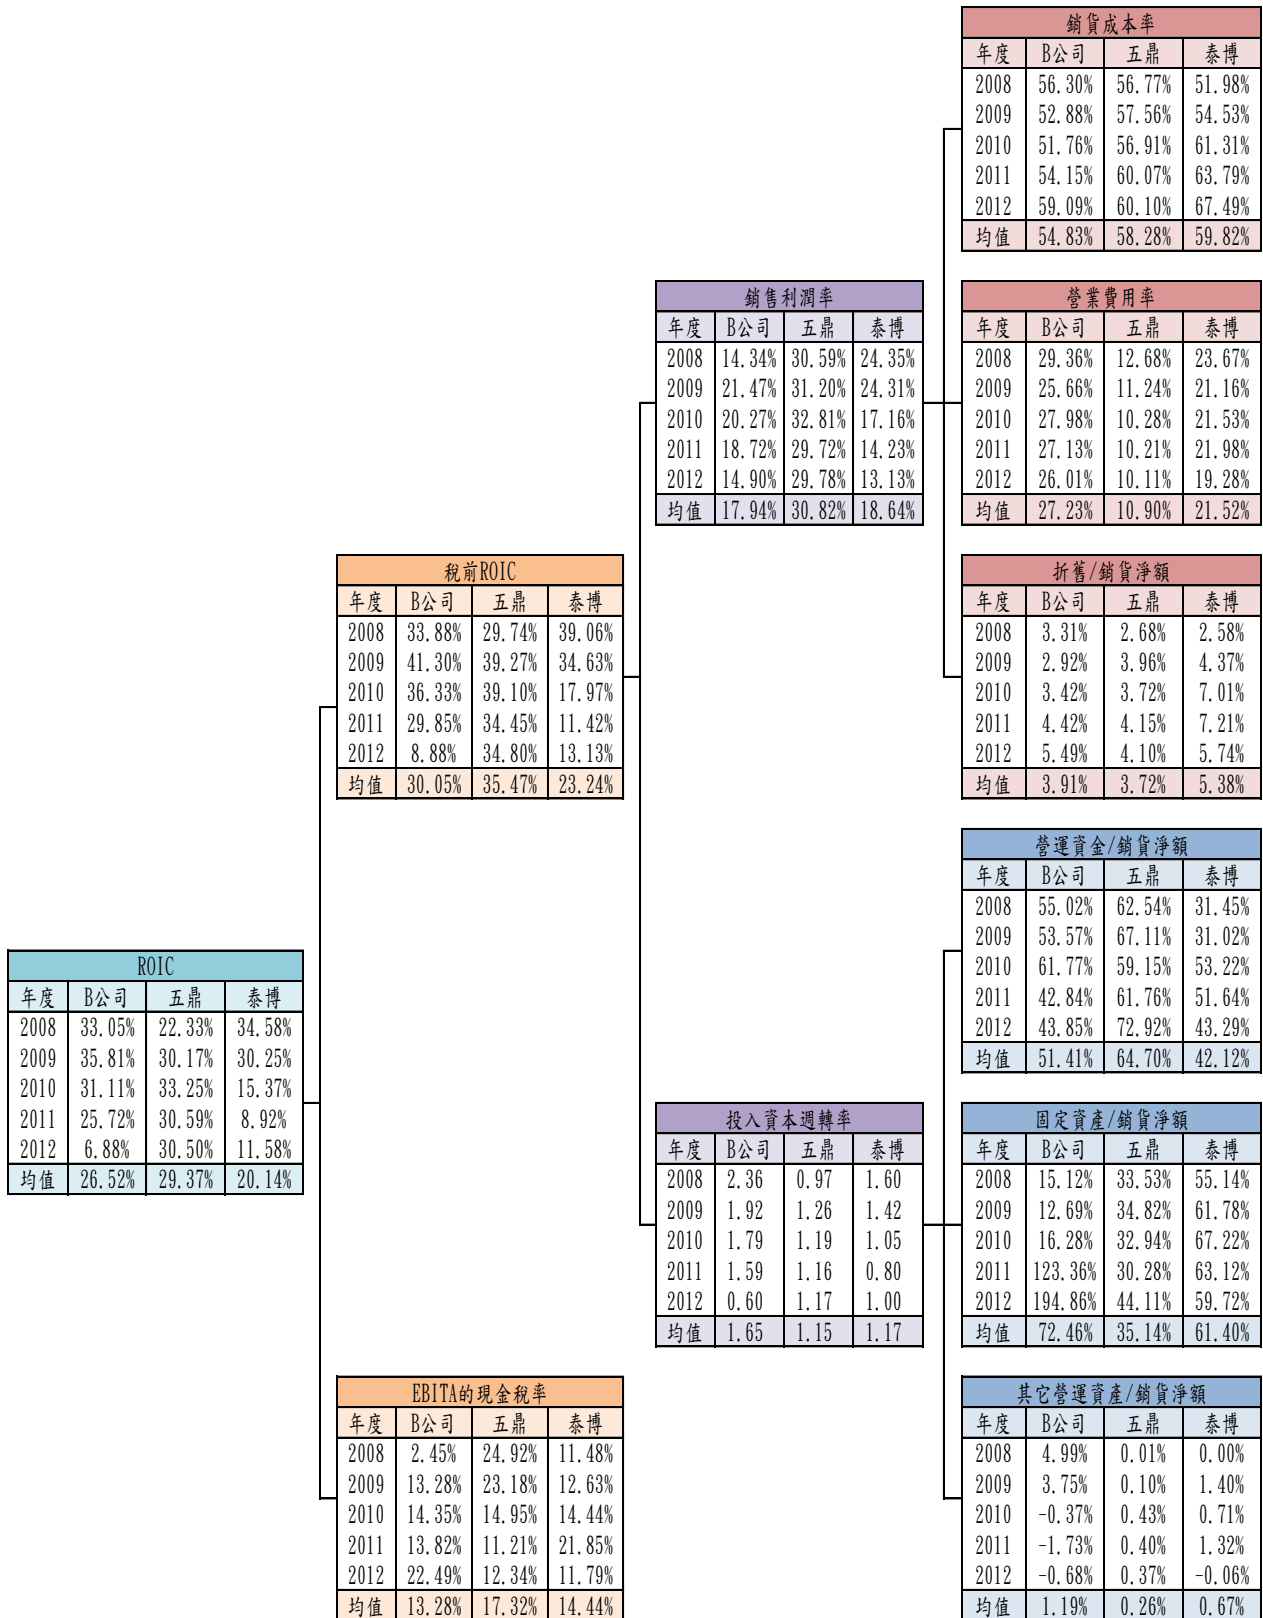 銷貨成本率
年度 B公司 五鼎 泰博
2008 56.30% 56.77% 51.98%
2009 52.88% 57.56% 54.53%
2010 51.76% 56.91% 61.31%
2011 54.15% 60.07% 63.79%
2012 59.09% 60.10% 67.49%
均值 54.83% 58.28% 59.82%
銷售利潤率
年度 B公司 五鼎 泰博
2008 14.34% 30.59% 24.35%
2009 21.47% 31.20% 24.31%
2010 20.27% 32.81% 17.16%
2011 18.72% 29.72% 14.23%
2012 14.90% 29.78% 13.13%
均值 17.94% 30.82% 18.64%
營業費用率
年度 B公司 五鼎 泰博
2008 29.36% 12.68% 23.67%
2009 25.66% 11.24% 21.16%
2010 27.98% 10.28% 21.53%
2011 27.13% 10.21% 21.98%
2012 26.01% 10.11% 19.28%
均值 27.23% 10.90% 21.52%
稅前ROIC
年度 B公司 五鼎 泰博
2008 33.88% 29.74% 39.06%
2009 41.30% 39.27% 34.63%
2010 36.33% 39.10% 17.97%
2011 29.85% 34.45% 11.42%
2012 8.88% 34.80% 13.13%
均值 30.05% 35.47% 23.24%
折舊/銷貨淨額
年度 B公司 五鼎 泰博
2008 3.31% 2.68% 2.58%
2009 2.92% 3.96% 4.37%
2010 3.42% 3.72% 7.01%
2011 4.42% 4.15% 7.21%
2012 5.49% 4.10% 5.74%
均值 3.91% 3.72% 5.38%
營運資金/銷貨淨額
年度 B公司 五鼎 泰博
2008 55.02% 62.54% 31.45%
2009 53.57% 67.11% 31.02%
2010 61.77% 59.15% 53.22%
2011 42.84% 61.76% 51.64%
2012 43.85% 72.92% 43.29%
均值 51.41% 64.70% 42.12%
ROIC
年度 B公司 五鼎 泰博
2008 33.05% 22.33% 34.58%
2009 35.81% 30.17% 30.25%
2010 31.11% 33.25% 15.37%
2011 25.72% 30.59% 8.92%
2012 6.88% 30.50% 11.58%
均值 26.52% 29.37% 20.14%
投入資本週轉率
年度 B公司 五鼎 泰博
2008 2.36 0.97 1.60
2009 1.92 1.26 1.42
2010 1.79 1.19 1.05
2011 1.59 1.16 0.80
2012 0.60 1.17 1.00
均值 1.65 1.15 1.17
固定資產/銷貨淨額
年度 B公司 五鼎 泰博
2008 15.12% 33.53% 55.14%
2009 12.69% 34.82% 61.78%
2010 16.28% 32.94% 67.22%
2011 123.36% 30.28% 63.12%
2012 194.86% 44.11% 59.72%
均值 72.46% 35.14% 61.40%
EBITA的現金稅率
年度 B公司 五鼎 泰博
2008 2.45% 24.92% 11.48%
2009 13.28% 23.18% 12.63%
2010 14.35% 14.95% 14.44%
2011 13.82% 11.21% 21.85%
2012 22.49% 12.34% 11.79%
均值 13.28% 17.32% 14.44%
其它營運資產/銷貨淨額
年度 B公司 五鼎 泰博
2008 4.99% 0.01% 0.00%
2009 3.75% 0.10% 1.40%
2010 -0.37% 0.43% 0.71%
2011 -1.73% 0.40% 1.32%
2012 -0.68% 0.37% -0.06%
均值 1.19% 0.26% 0.67%